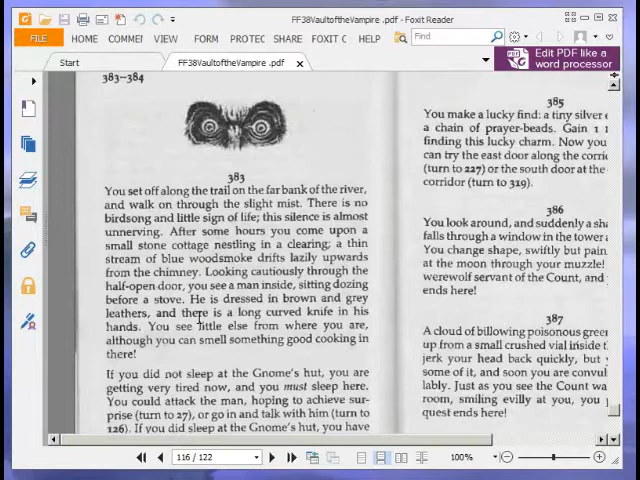 FF38VaultoftheVampire .pdf - Foxit Reader
FILE HOME COMMEI VIEW FORM PROTEC SHARE FOXIT C HELP Find
Edit PDF like a
word processor
Start FF38VaultoftheVampire .pdf
383–384
383
You set off along the trail on the far bank of the river,
and walk on through the slight mist. There is no
birdsong and little sign of life; this silence is almost
unnerving. After some hours you come upon a
small stone cottage nestling in a clearing; a thin
stream of blue woodsmoke drifts lazily upwards
from the chimney. Looking cautiously through the
half-open door, you see a man inside, sitting dozing
before a stove. He is dressed in brown and grey
leathers, and there is a long curved knife in his
hands. You see little else from where you are,
although you can smell something good cooking in
there!
If you did not sleep at the Gnome's hut, you are
getting very tired now, and you must sleep here.
You could attack the man, hoping to achieve sur-
prise (turn to 27), or go in and talk with him (turn to
126). If you did sleep at the Gnome's hut, you have
385
You make a lucky find: a tiny silver
a chain of prayer-beads. Gain 1
finding this lucky charm. Now you
can try the east door along the corri
(turn to 227) or the south door at the
corridor (turn to 319).
386
You look around, and suddenly a sha
falls through a window in the tower
You change shape, swiftly but pain
at the moon through your muzzle!
werewolf servant of the Count, and
ends here!
387
A cloud of billowing poisonous gree
up from a small crushed vial inside t
jerk your head back quickly, but
some of it, and soon you are convul
lably. Just as you see the Count wa
room, smiling evilly at you, you
quest ends here!
116 / 122 100%